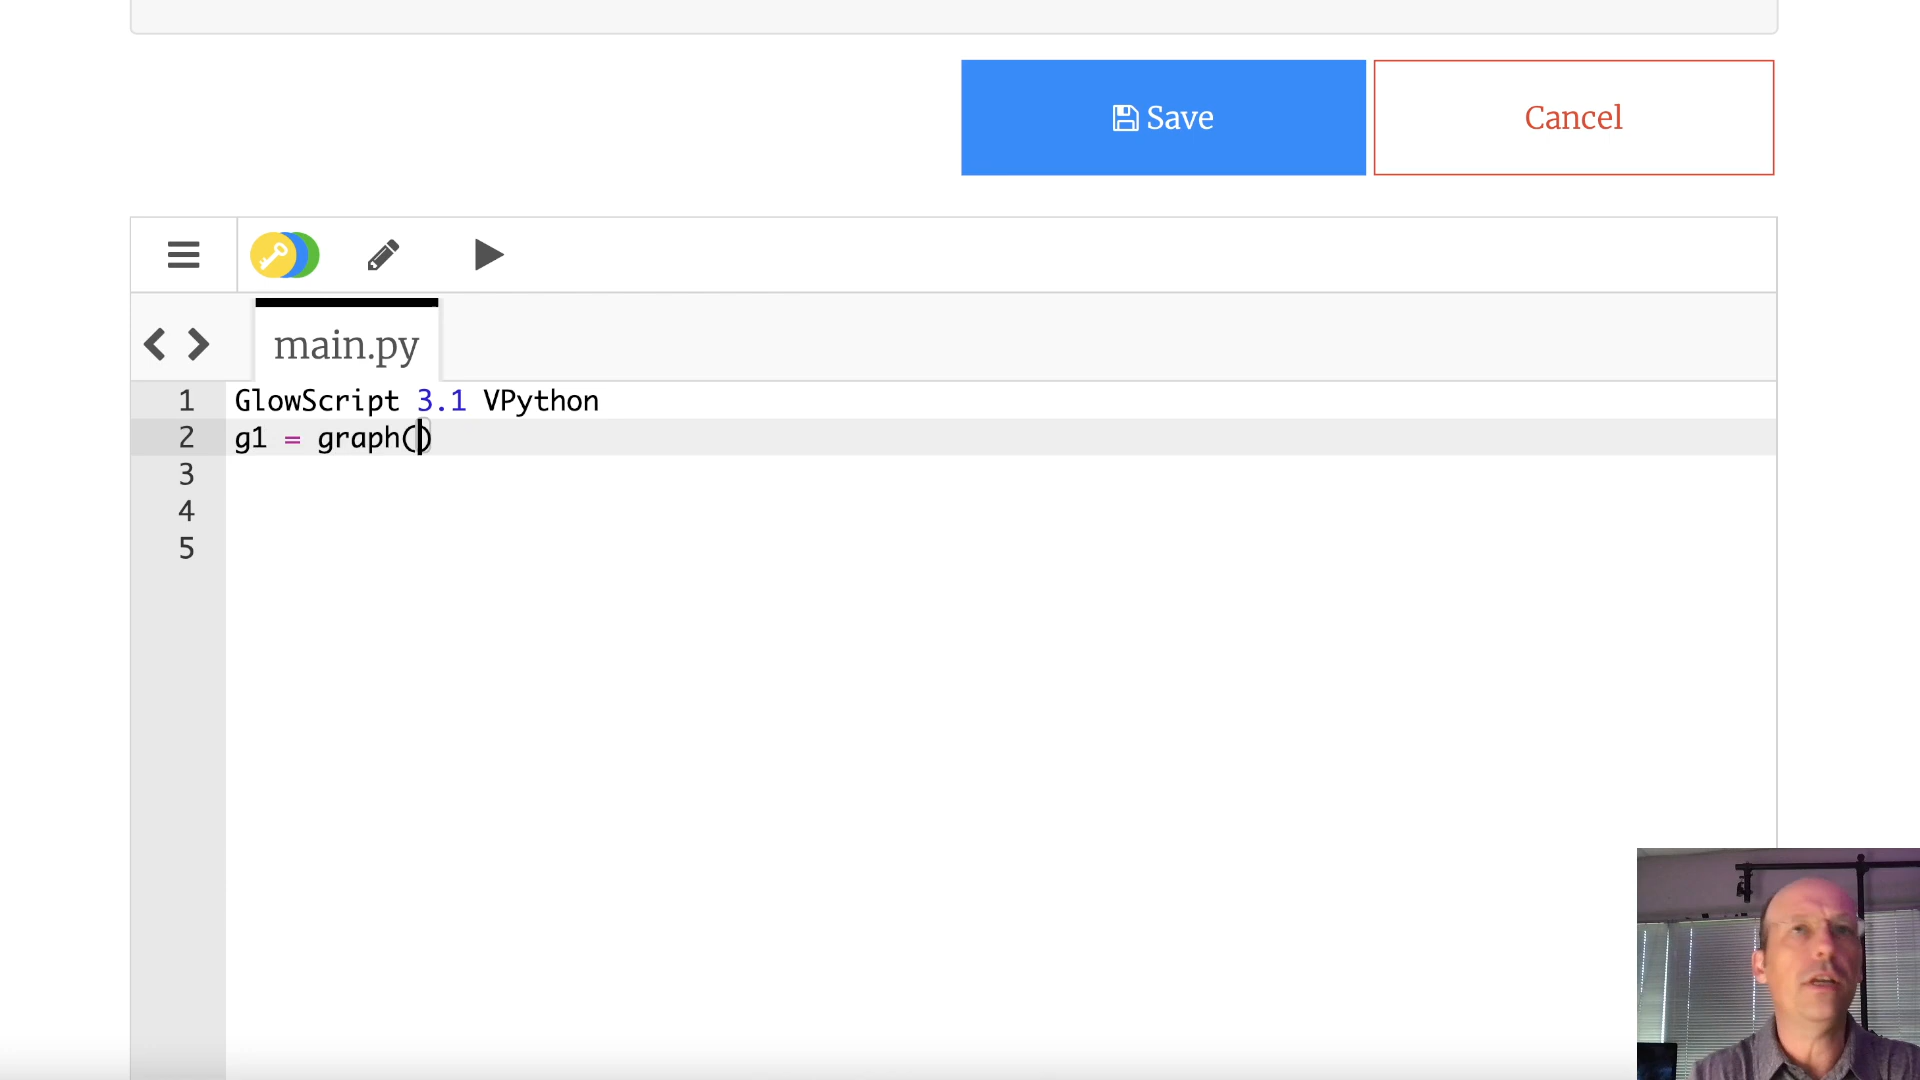 Save
Cancel
main.py
1 GlowScript 3.1 VPython
2 g1 = graph()
3
4
5